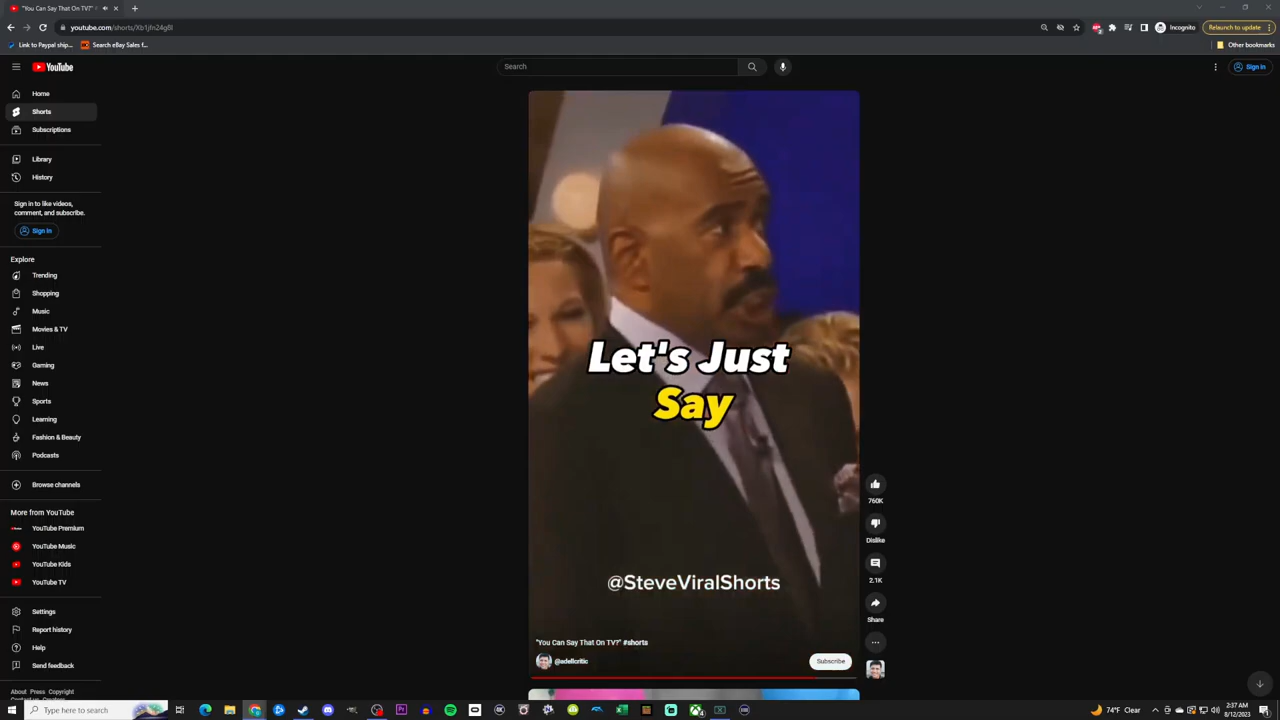 "You Can Say That On TV?" #
youtube.com/shorts/Xb1jfn24gBI
Incognito
Relaunch to update
Link to Paypal ship...
Search eBay Sales f...
Other bookmarks
YouTube
Search
Sign in
Home
Shorts
Subscriptions
Library
History
Sign in to like videos,
comment, and subscribe.
Sign in
Explore
Trending
Shopping
Music
Movies & TV
Live
Gaming
News
Sports
Learning
Fashion & Beauty
Podcasts
Browse channels
More from YouTube
YouTube Premium
YouTube Music
YouTube Kids
YouTube TV
Settings
Report history
Help
Send feedback
About Press Copyright
Let's Just
Say
@SteveViralShorts
"You Can Say That On TV?" #shorts
@adellcritic
Subscribe
760K
Dislike
2.1K
Share
Type here to search
74°F Clear
2:37 AM
8/12/2023